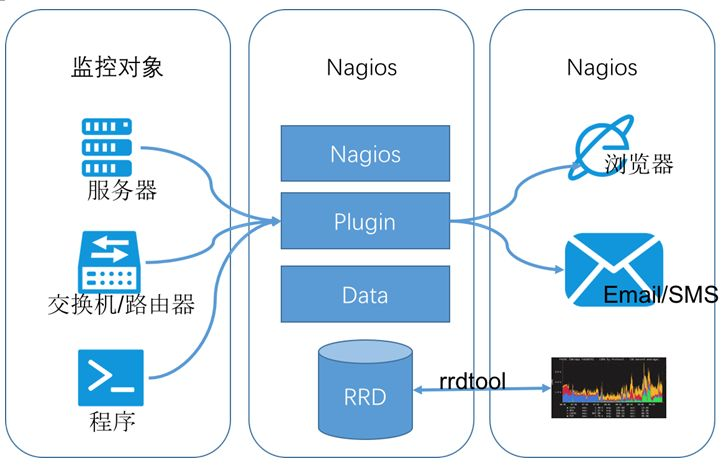 监控对象
服务器
交换机/路由器
程序
Nagios
Nagios
Plugin
Data
RRD
rrdtool
Nagios
浏览器
Email/SMS